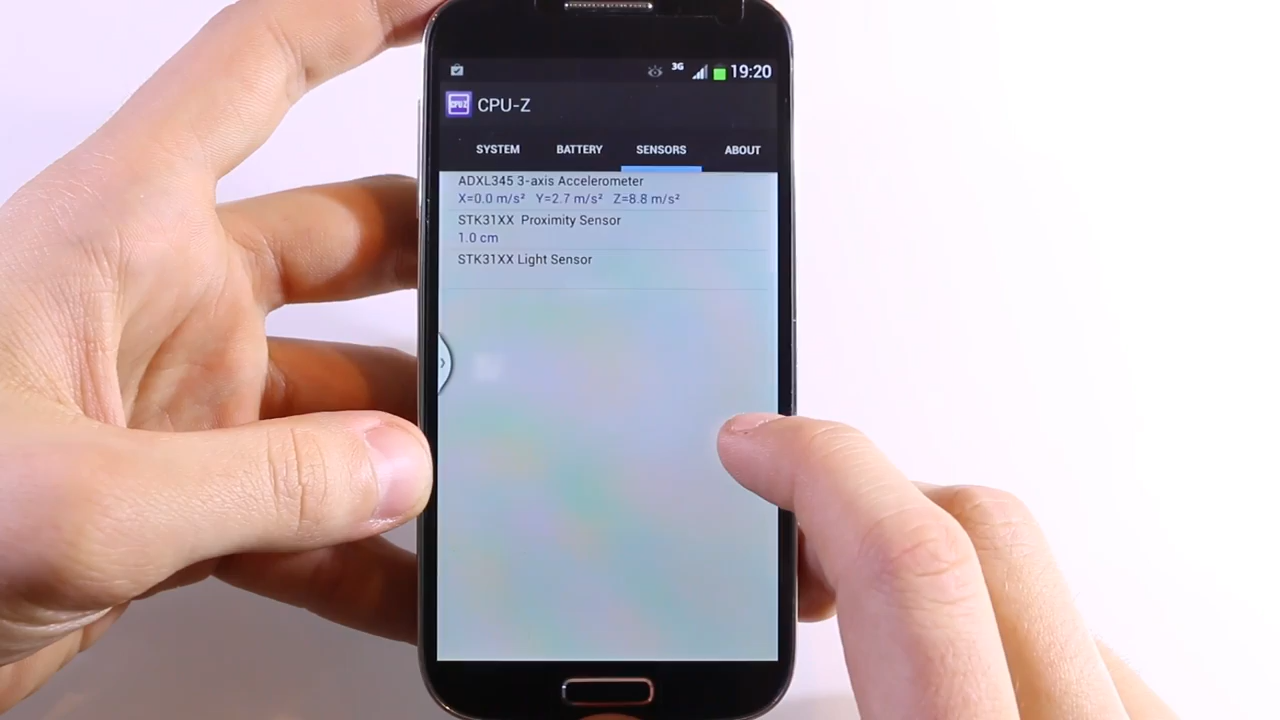 3G 19:20
CPU-Z CPU-Z
SYSTEM BATTERY SENSORS ABOUT
ADXL345 3-axis Accelerometer
X=0.0 m/s² Y=2.7 m/s² Z=8.8 m/s²
STK31XX Proximity Sensor
1.0 cm
STK31XX Light Sensor